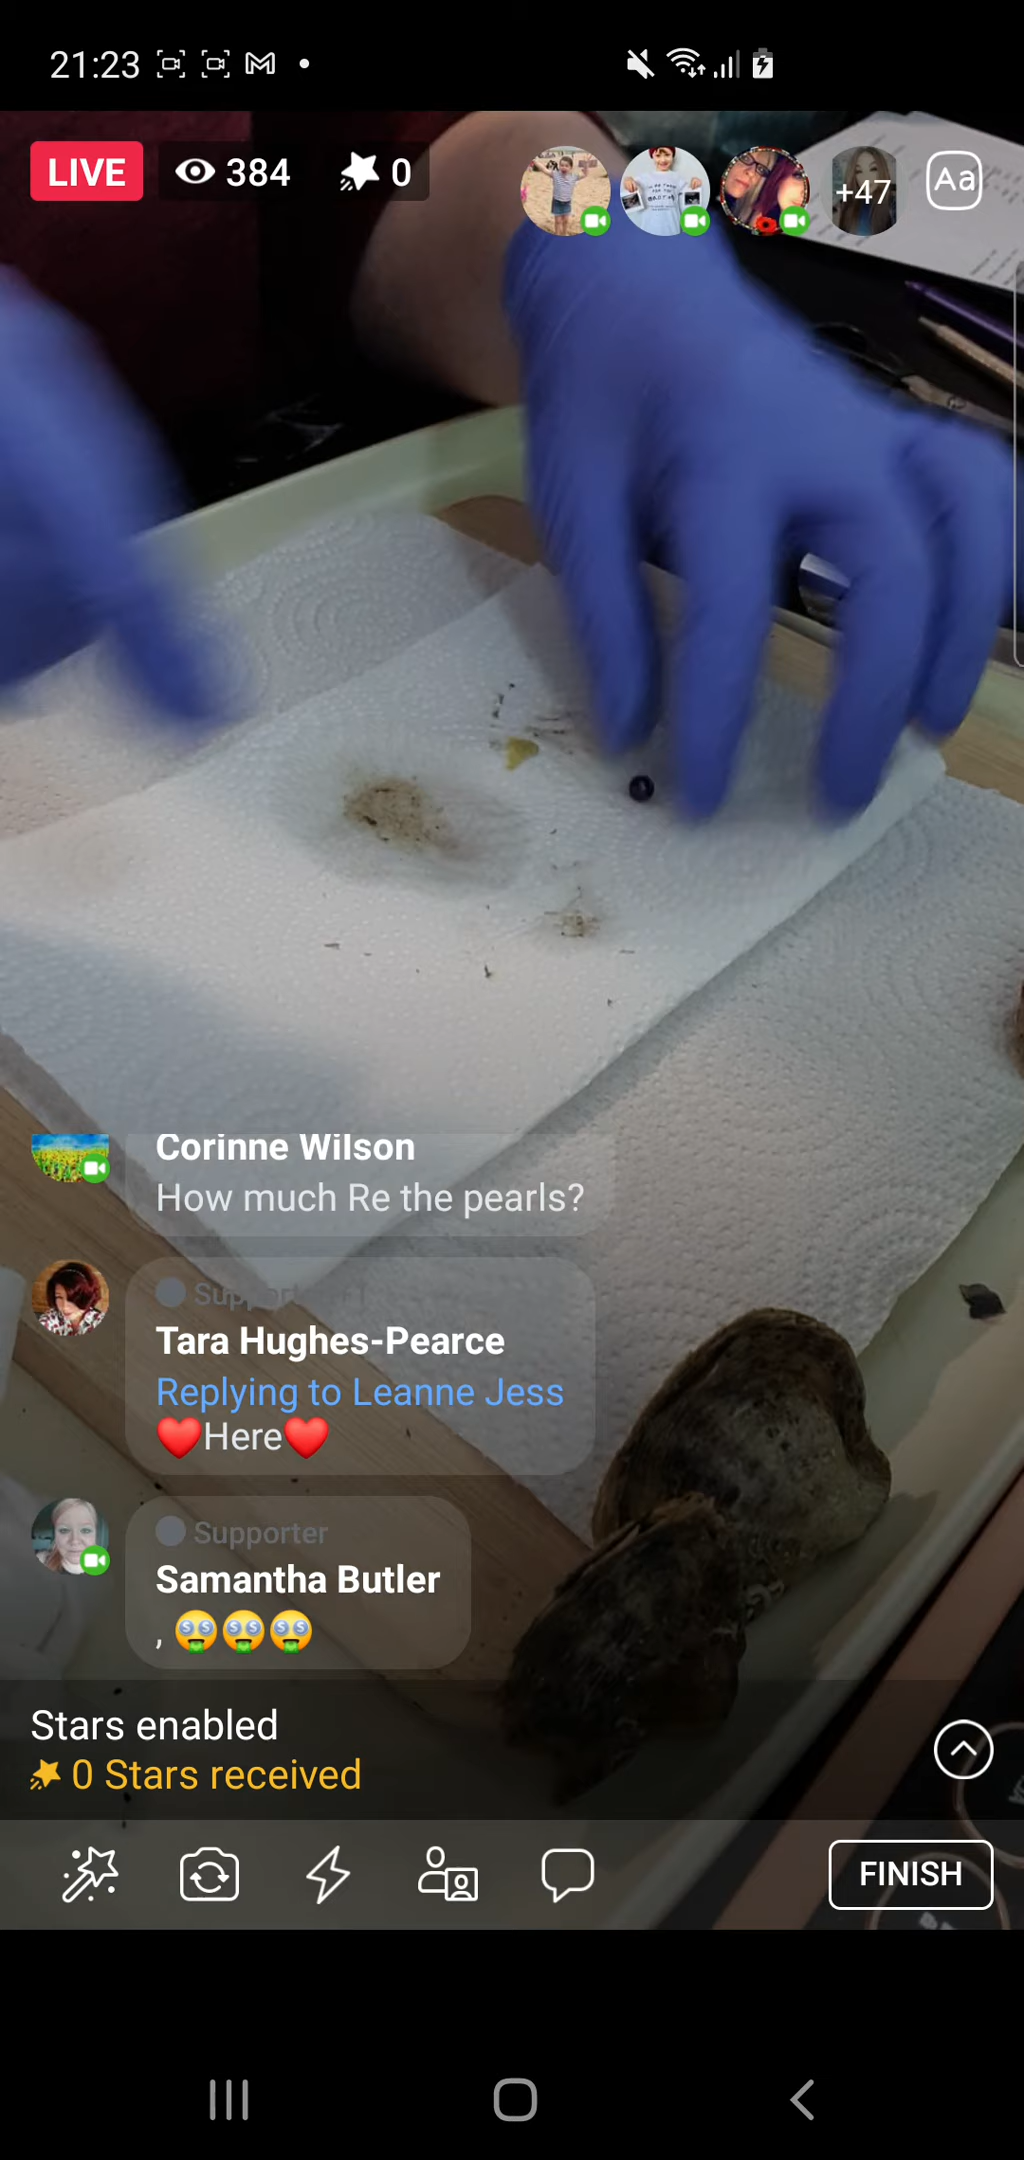 21:23
LIVE 384 0 +47 Aa
Corinne Wilson
How much Re the pearls?
Supporter
Tara Hughes-Pearce
Replying to Leanne Jess
❤️Here❤️
Supporter
Samantha Butler
, 🤑🤑🤑
Stars enabled
0 Stars received
FINISH